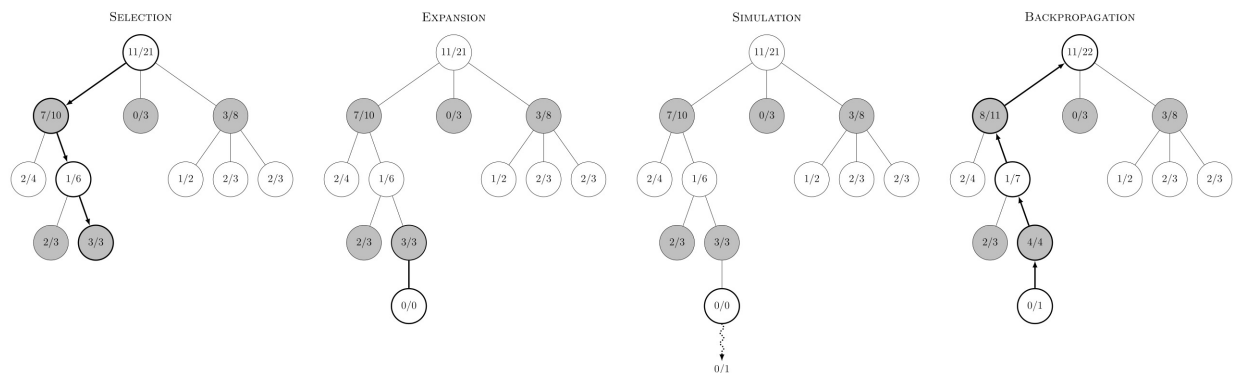 SELECTION
11/21
7/10 0/3 3/8
2/4 1/6 1/2 2/3 2/3
2/3 3/3
EXPANSION
11/21
7/10 0/3 3/8
2/4 1/6 1/2 2/3 2/3
2/3 3/3
0/0
SIMULATION
11/21
7/10 0/3 3/8
2/4 1/6 1/2 2/3 2/3
2/3 3/3
0/0
0/1
BACKPROPAGATION
11/22
8/11 0/3 3/8
2/4 1/7 1/2 2/3 2/3
2/3 4/4
0/1